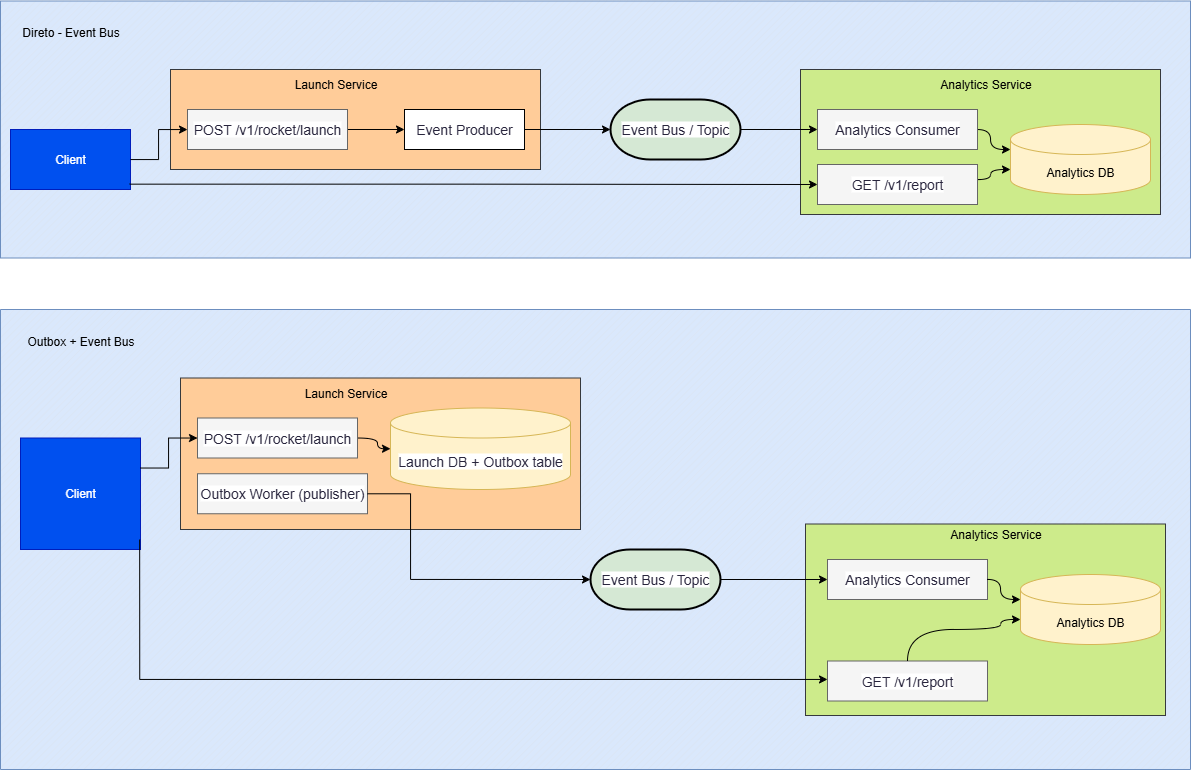 Direto - Event Bus
Launch Service
Analytics Service
POST /v1/rocket/launch
Event Producer
Event Bus / Topic
Analytics Consumer
Client
Analytics DB
GET /v1/report
Outbox + Event Bus
Launch Service
POST /v1/rocket/launch
Launch DB + Outbox table
Client
Outbox Worker (publisher)
Analytics Service
Event Bus / Topic
Analytics Consumer
Analytics DB
GET /v1/report